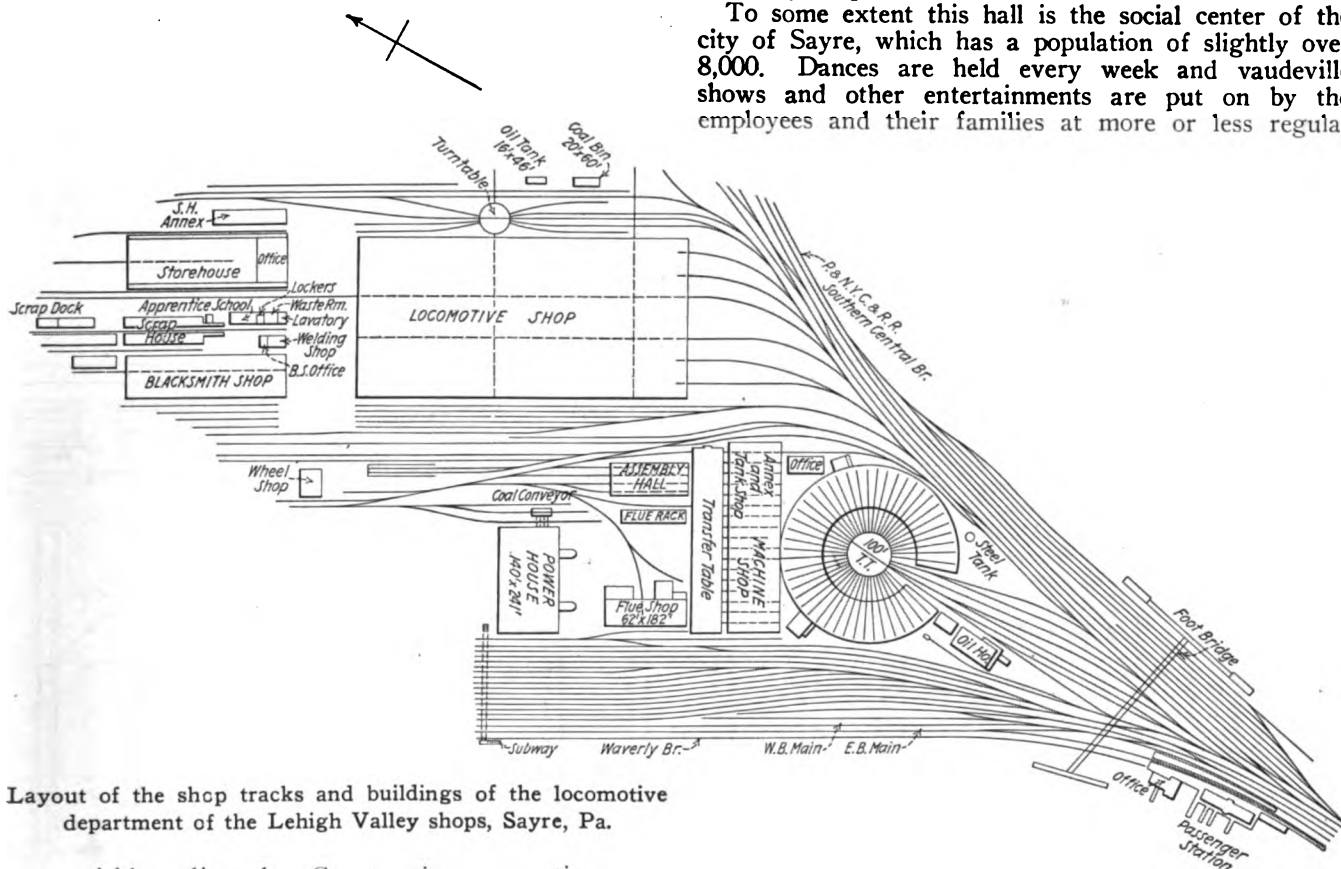 To some extent this hall is the social center of the
city of Sayre, which has a population of slightly ove
8,000. Dances are held every week and vaudevill
shows and other entertainments are put on by the
employees and their families at more or less regula
Turntable
Oil Tank
16'x46'
Coal Bin
20'x60'
S.H.
Annex
Storehouse
Office
Lockers
Scrap Dock
Apprentice School
Waste Rm.
Lavatory
Scrap
House
Welding
Shop
B.S. Office
BLACKSMITH SHOP
LOCOMOTIVE SHOP
P. & N.Y.C. & R.R.
Southern Central Br.
Wheel
Shop
Coal Conveyor
ASSEMBLY
HALL
FLUE RACK
Transfer Table
Annex
and
Tank Shop
MACHINE
SHOP
Office
100'
T.T.
Steel
Tank
POWER
HOUSE
140'x241'
Flue Shop
62'x182'
Oil Ho.
Foot Bridge
Subway
Waverly Br.
W.B. Main
E.B. Main
Office
Passenger
Station
Layout of the shop tracks and buildings of the locomotive
department of the Lehigh Valley shops, Sayre, Pa.